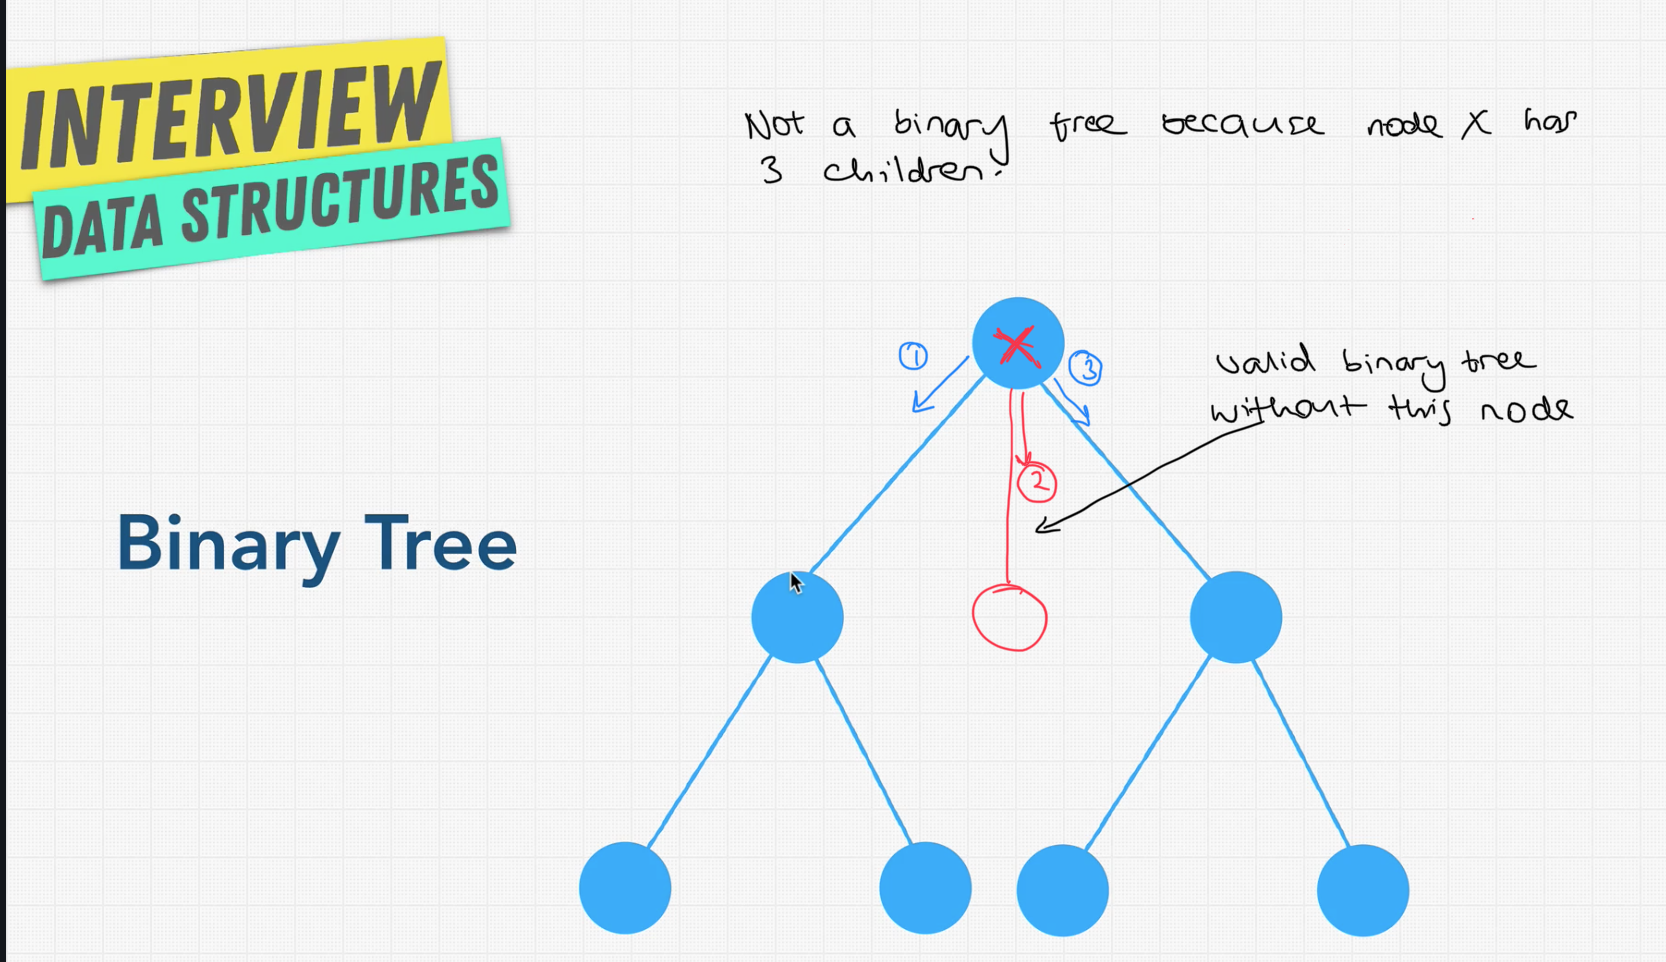 INTERVIEW
DATA STRUCTURES
Not a binary tree because node X has
3 children.
X
1
3
2
valid binary tree
without this node
Binary Tree